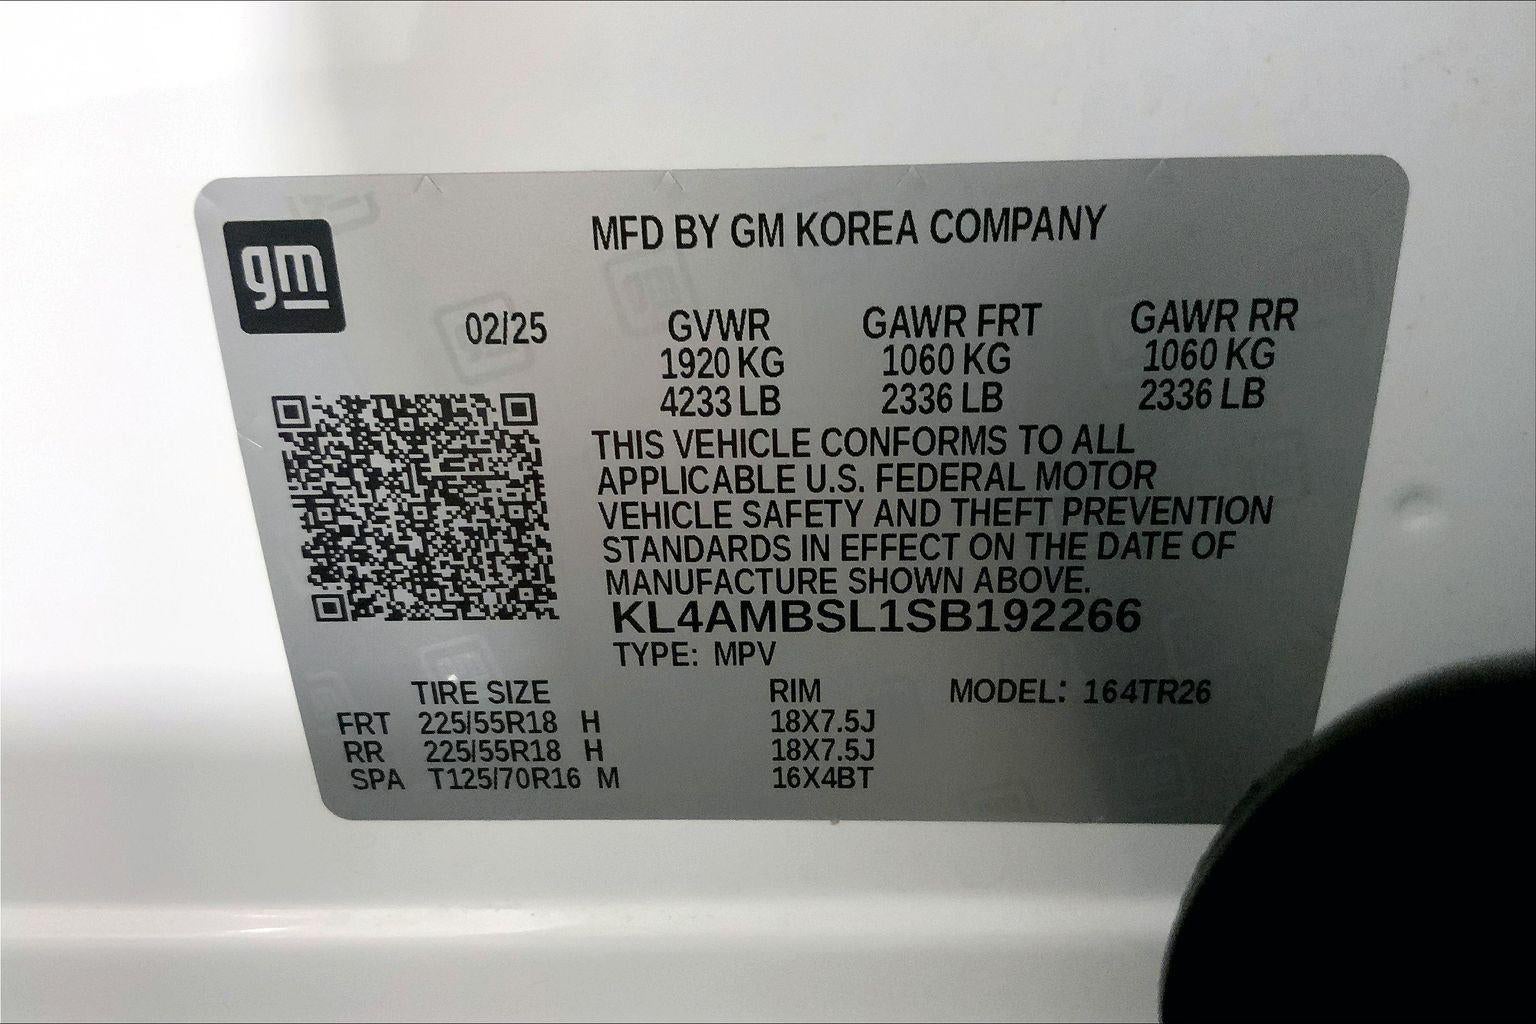 gm
MFD BY GM KOREA COMPANY
02/25 GVWR GAWR FRT GAWR RR
1920 KG 1060 KG 1060 KG
4233 LB 2336 LB 2336 LB
THIS VEHICLE CONFORMS TO ALL
APPLICABLE U.S. FEDERAL MOTOR
VEHICLE SAFETY AND THEFT PREVENTION
STANDARDS IN EFFECT ON THE DATE OF
MANUFACTURE SHOWN ABOVE.
KL4AMBSL1SB192266
TYPE: MPV
TIRE SIZE RIM MODEL: 164TR26
FRT 225/55R18 H 18X7.5J
RR 225/55R18 H 18X7.5J
SPA T125/70R16 M 16X4BT